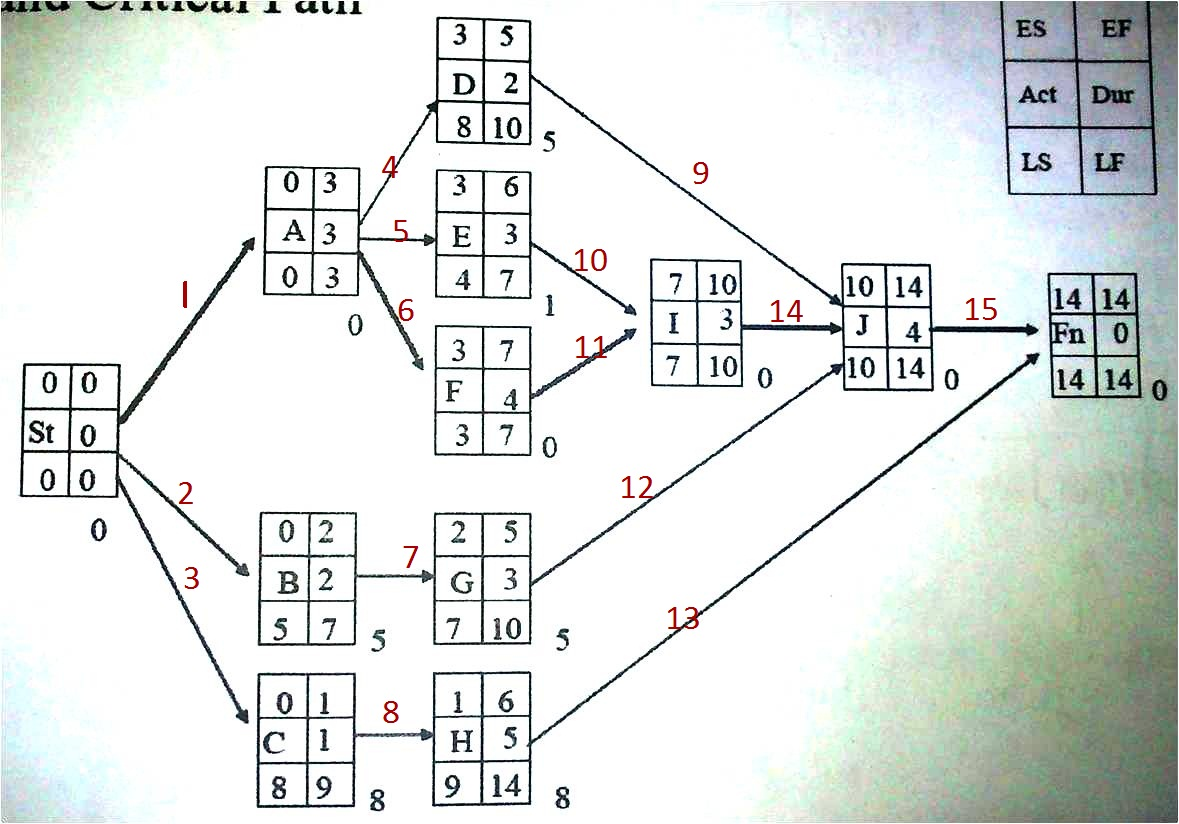 and Critical Path
ES EF
Act Dur
LS LF
3 5
D 2
8 10 5
4
9
0 3
A 3
0 3
0
3 6
E 3
4 7
1
5
10
1
6
3 7
F 4
3 7
0
11
7 10
I 3
7 10
0
14
10 14
J 4
10 14
0
15
14 14
Fn 0
14 14
0
0 0
St 0
0 0
0
2
3
12
0 2
B 2
5 7
5
7
2 5
G 3
7 10
5
13
0 1
C 1
8 9
8
8
1 6
H 5
9 14
8